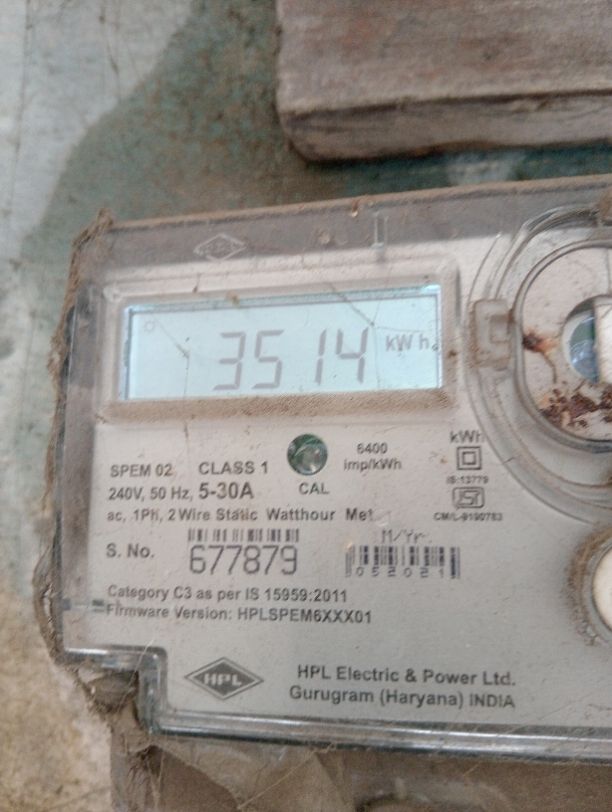 3514 kWh
SPEM 02 CLASS 1
6400
imp/kWh
kWh
240V, 50 Hz, 5-30A
CAL
IS:13779
ac, 1Ph, 2 Wire Static Watthour Met
CM/L-9190783
S. No. 677879
M/Yr.
052021
Category C3 as per IS 15959:2011
Firmware Version: HPLSPEM6XXX01
HPL
HPL Electric & Power Ltd.
Gurugram (Haryana) INDIA